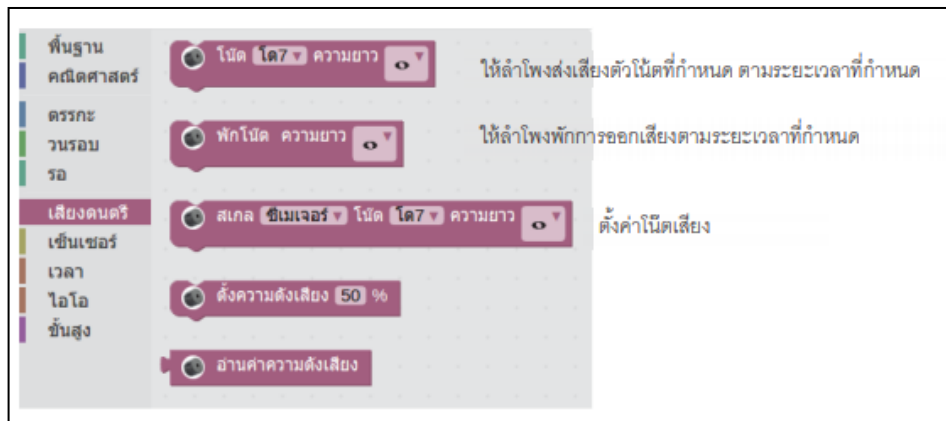 พื้นฐาน
คณิตศาสตร์
ตรรกะ
วนรอบ
รอ
เสียงดนตรี
เซ็นเซอร์
เวลา
ไอโอ
ขั้นสูง
โน้ต โด7 ความยาว
ให้ลำโพงส่งเสียงตัวโน้ตที่กำหนด ตามระยะเวลาที่กำหนด
พักโน้ต ความยาว
ให้ลำโพงพักการออกเสียงตามระยะเวลาที่กำหนด
สเกล ซีเมเจอร์ โน้ต โด7 ความยาว
ตั้งค่าโน๊ตเสียง
ตั้งความดังเสียง 50 %
อ่านค่าความดังเสียง